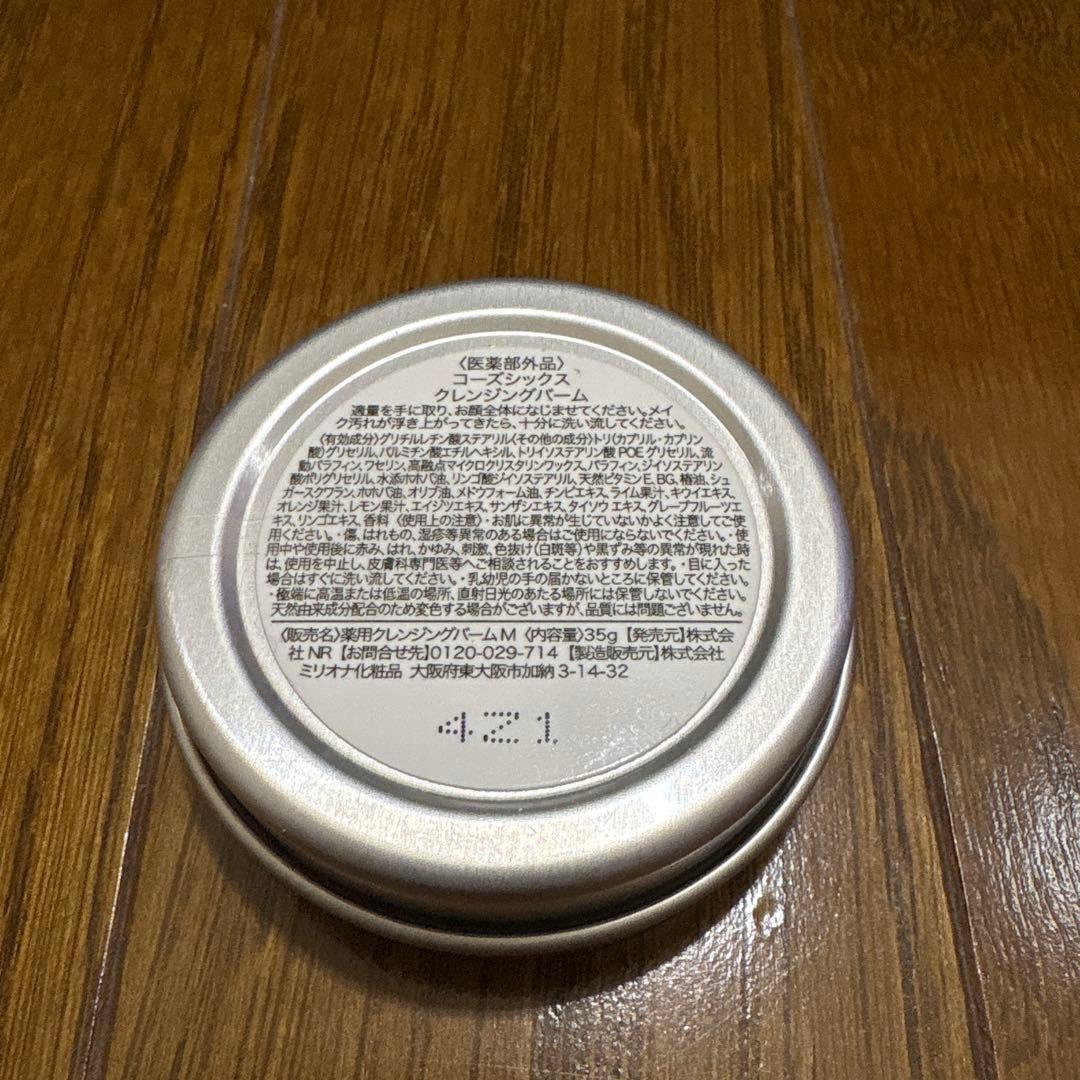 〈医薬部外品〉
コーズシックス
クレンジングバーム
適量を手に取り、お顔全体になじませてください。メイ
ク汚れが浮き上がってきたら、十分に洗い流してください。
〈有効成分〉グリチルレチン酸ステアリル〈その他の成分〉トリ(カプリル・カプリン
酸)グリセリル、パルミチン酸エチルヘキシル、トリイソステアリン酸 POE グリセリル、流
動パラフィン、ワセリン、高融点マイクロクリスタリンワックス、パラフィン、ジイソステアリン
酸ポリグリセリル、水添ホホバ油、リンゴ酸ジイソステアリル、天然ビタミンE、BG、椿油、シュ
ガースクワラン、ホホバ油、オリブ油、メドウフォーム油、チンピエキス、ライム果汁、キウイエキス、
オレンジ果汁、レモン果汁、エイジツエキス、サンザシエキス、タイソウ エキス、グレープフルーツエ
キス、リンゴエキス、香料〈使用上の注意〉・お肌に異常が生じていないかよく注意してご使
用ください。・傷、はれもの、湿疹等異常のある場合はご使用にならないでください。・使
用中や使用後に赤み、はれ、かゆみ、刺激、色抜け(白斑等)や黒ずみ等の異常が現れた時
は、使用を中止し、皮膚科専門医等へご相談されることをおすすめします。・目に入った
場合はすぐに洗い流してください。・乳幼児の手の届かないところに保管してください。
・極端に高温または低温の場所、直射日光のあたる場所には保管しないでください。
天然由来成分配合のため変色する場合がございますが、品質には問題ございません。
〈販売名〉薬用クレンジングバーム M 〈内容量〉35g 【発売元】株式会
社 NR 【お問合せ先】0120-029-714 【製造販売元】株式会社
ミリオナ化粧品 大阪府東大阪市加納 3-14-32
4Z1